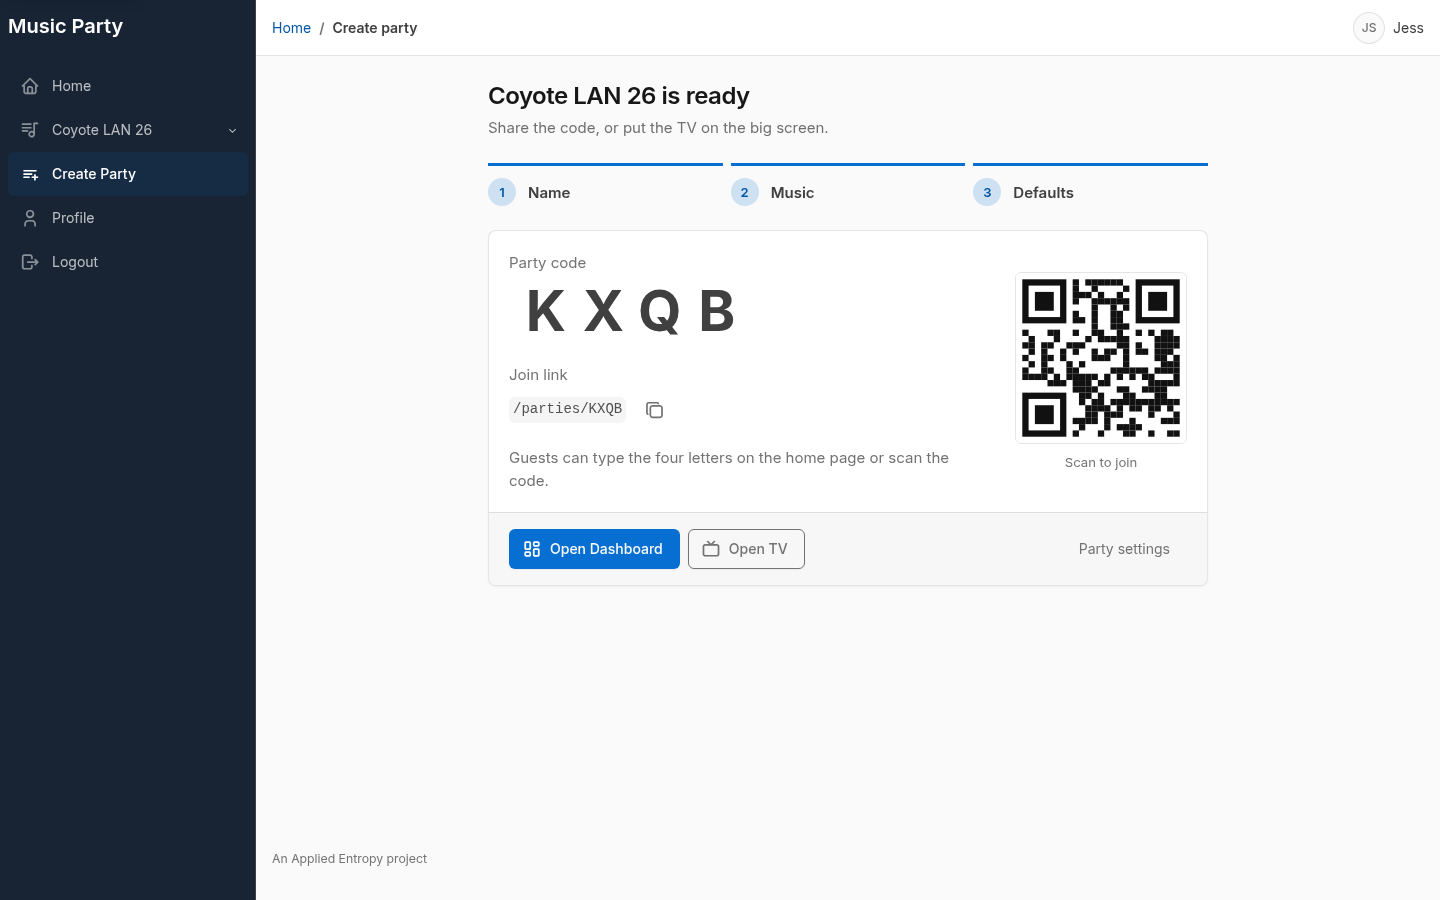 Music Party
Home
Coyote LAN 26
Create Party
Profile
Logout
Home / Create party
JS Jess
Coyote LAN 26 is ready
Share the code, or put the TV on the big screen.
1 Name
2 Music
3 Defaults
Party code
K X Q B
Join link
/parties/KXQB
Guests can type the four letters on the home page or scan the
code.
Scan to join
Open Dashboard
Open TV
Party settings
An Applied Entropy project